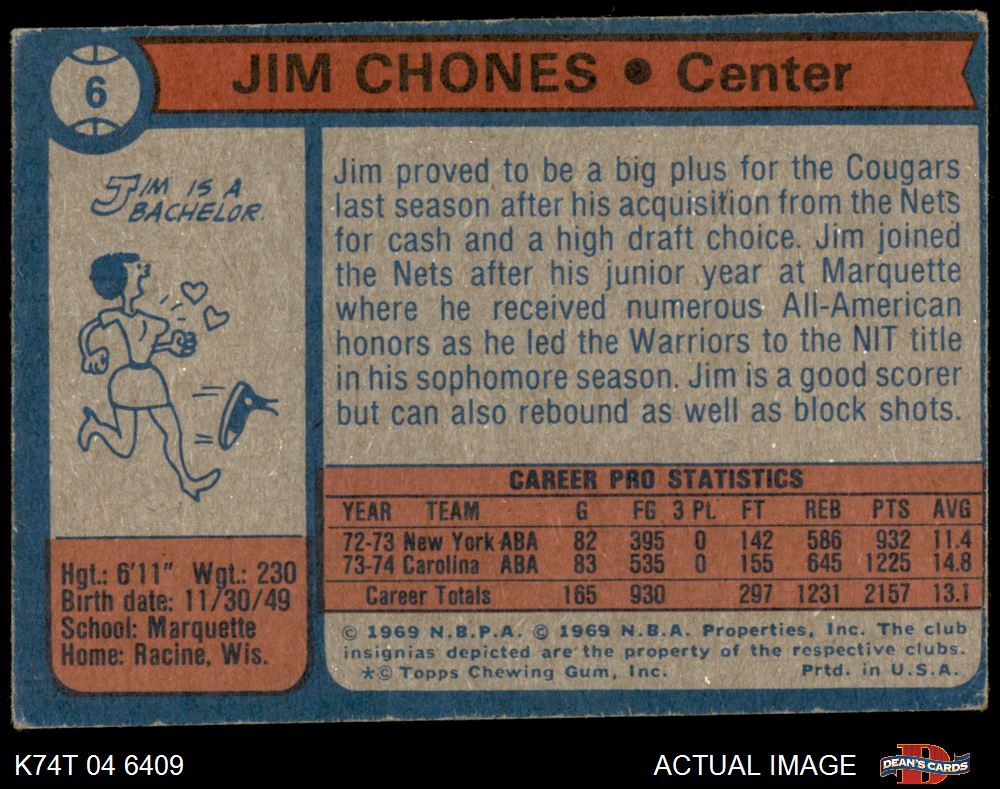 6
JIM CHONES • Center
JIM IS A
BACHELOR.
Jim proved to be a big plus for the Cougars
last season after his acquisition from the Nets
for cash and a high draft choice. Jim joined
the Nets after his junior year at Marquette
where he received numerous All-American
honors as he led the Warriors to the NIT title
in his sophomore season. Jim is a good scorer
but can also rebound as well as block shots.
Hgt.: 6'11" Wgt.: 230
Birth date: 11/30/49
School: Marquette
Home: Racine, Wis.
CAREER PRO STATISTICS
YEAR TEAM G FG 3 Pt. FT REB PTS AVG
72-73 New York ABA 82 395 0 142 586 932 11.4
73-74 Carolina ABA 83 535 0 155 645 1225 14.8
Career Totals 165 930 297 1231 2157 13.1
© 1969 N.B.P.A. © 1969 N.B.A. Properties, Inc. The club
insignias depicted are the property of the respective clubs.
*© Topps Chewing Gum, Inc. Prtd. in U.S.A.
K74T 04 6409 ACTUAL IMAGE
D
DEAN'S CARDS